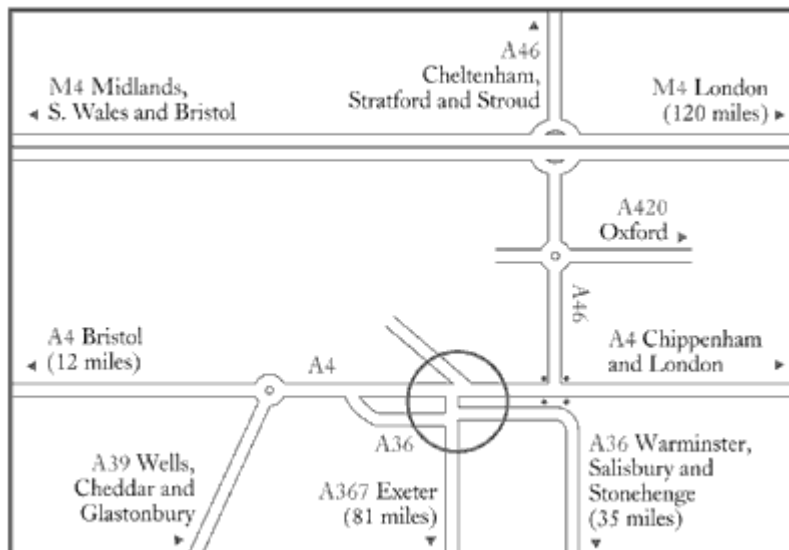 A46
Cheltenham,
Stratford and Stroud
M4 Midlands,
S. Wales and Bristol
M4 London
(120 miles)
A420
Oxford
A46
A4 Bristol
(12 miles)
A4
A4 Chippenham
and London
A36
A39 Wells,
Cheddar and
Glastonbury
A367 Exeter
(81 miles)
A36 Warminster,
Salisbury and
Stonehenge
(35 miles)